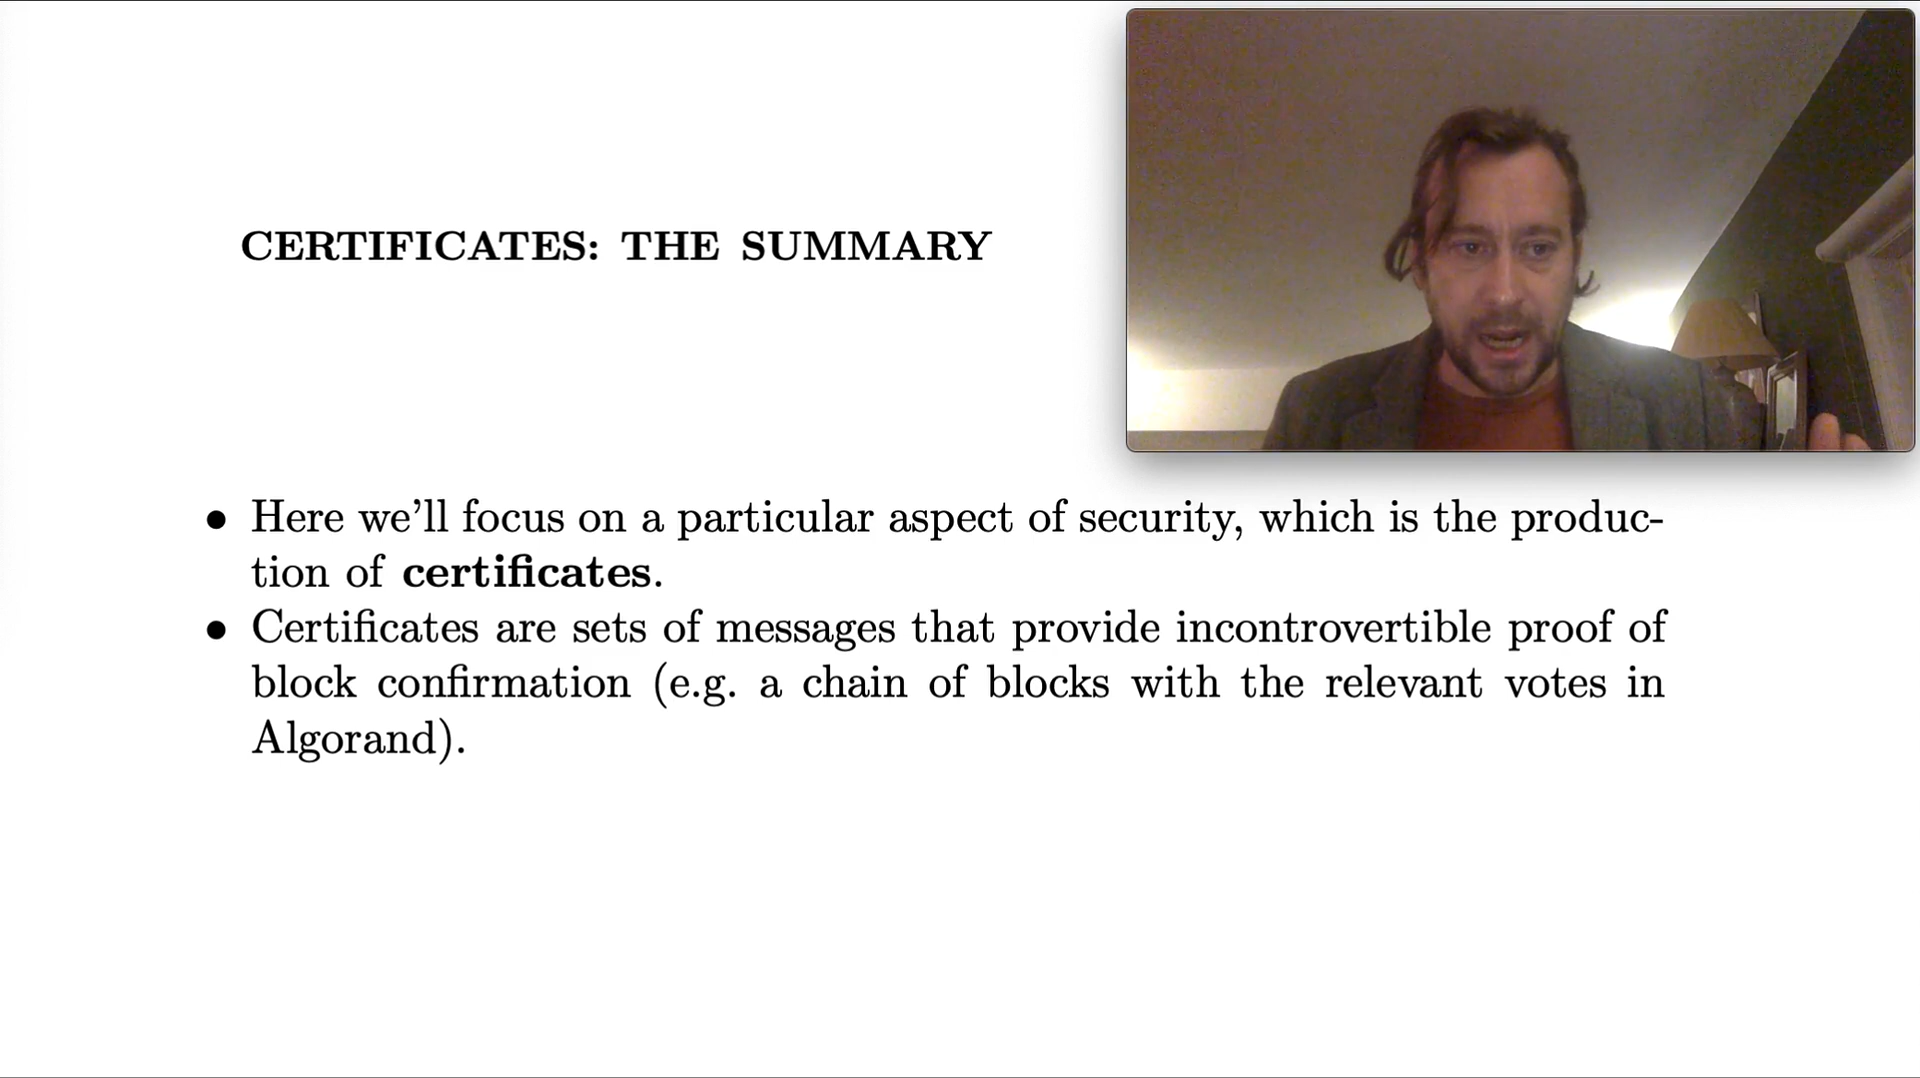 CERTIFICATES: THE SUMMARY
• Here we'll focus on a particular aspect of security, which is the produc-
tion of certificates.
• Certificates are sets of messages that provide incontrovertible proof of
block confirmation (e.g. a chain of blocks with the relevant votes in
Algorand).